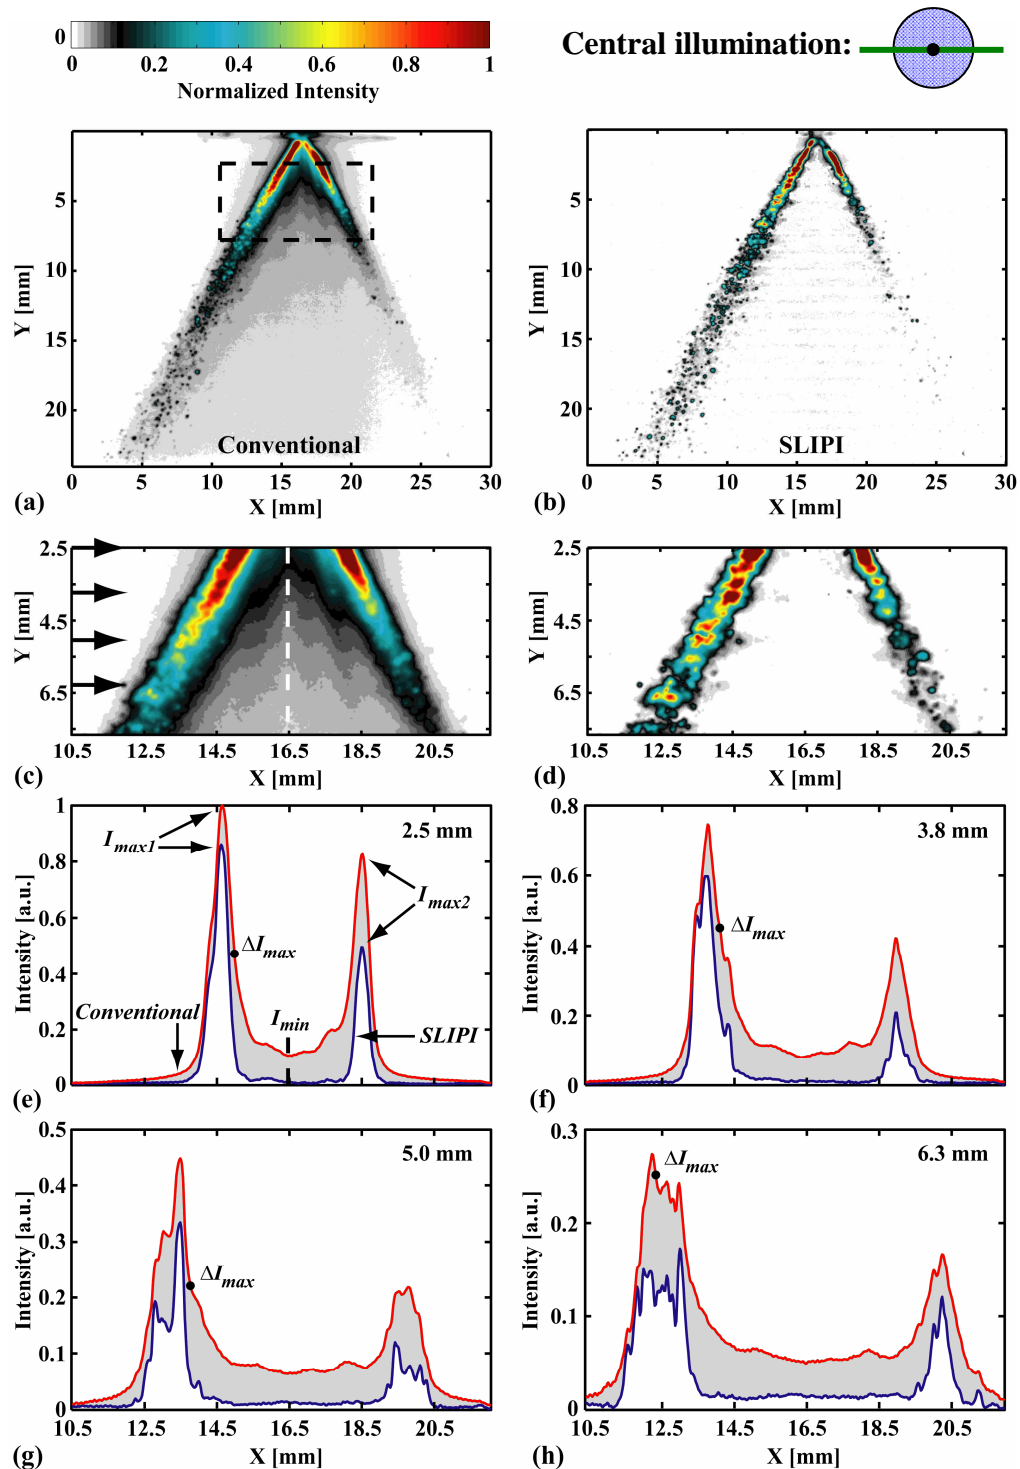 0
0 0.2 0.4 0.6 0.8 1
Normalized Intensity
Central illumination:
Y [mm]
5
10
15
20
Conventional
0 5 10 15 20 25 30
(a)
X [mm]
Y [mm]
5
10
15
20
SLIPI
0 5 10 15 20 25 30
(b)
X [mm]
Y [mm]
2.5
4.5
6.5
10.5 12.5 14.5 16.5 18.5 20.5
(c)
X [mm]
Y [mm]
2.5
4.5
6.5
10.5 12.5 14.5 16.5 18.5 20.5
(d)
X [mm]
Intensity [a.u.]
1
0.8
0.6
0.4
0.2
0
2.5 mm
Imax1
Imax2
ΔImax
Conventional
Imin
SLIPI
(e)
Intensity [a.u.]
0.8
0.6
0.4
0.2
0
3.8 mm
ΔImax
(f)
Intensity [a.u.]
0.5
0.4
0.3
0.2
0.1
0
5.0 mm
ΔImax
10.5 12.5 14.5 16.5 18.5 20.5
(g)
X [mm]
Intensity [a.u.]
0.3
0.2
0.1
0
6.3 mm
ΔImax
10.5 12.5 14.5 16.5 18.5 20.5
(h)
X [mm]